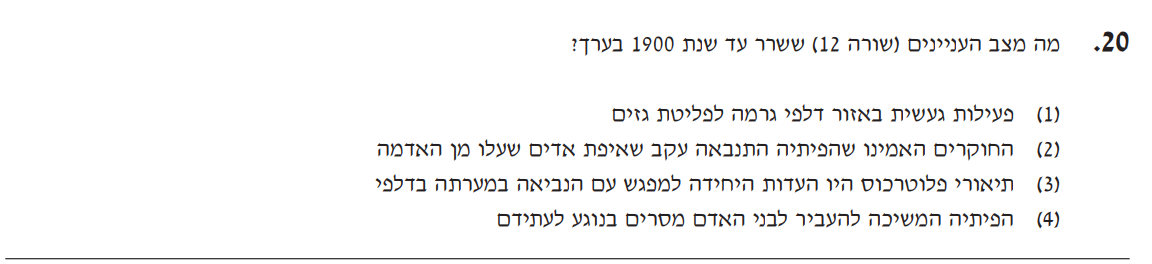 20. מה מצב העניינים (שורה 12) ששרר עד שנת 1900 בערך?
(1) פעילות געשית באזור דלפי גרמה לפליטת גזים
(2) החוקרים האמינו שהפיתיה התנבאה עקב שאיפת אדים שעלו מן האדמה
(3) תיאורי פלוטרכוס היו העדות היחידה למפגש עם הנביאה במערתה בדלפי
(4) הפיתיה המשיכה להעביר לבני האדם מסרים בנוגע לעתידם